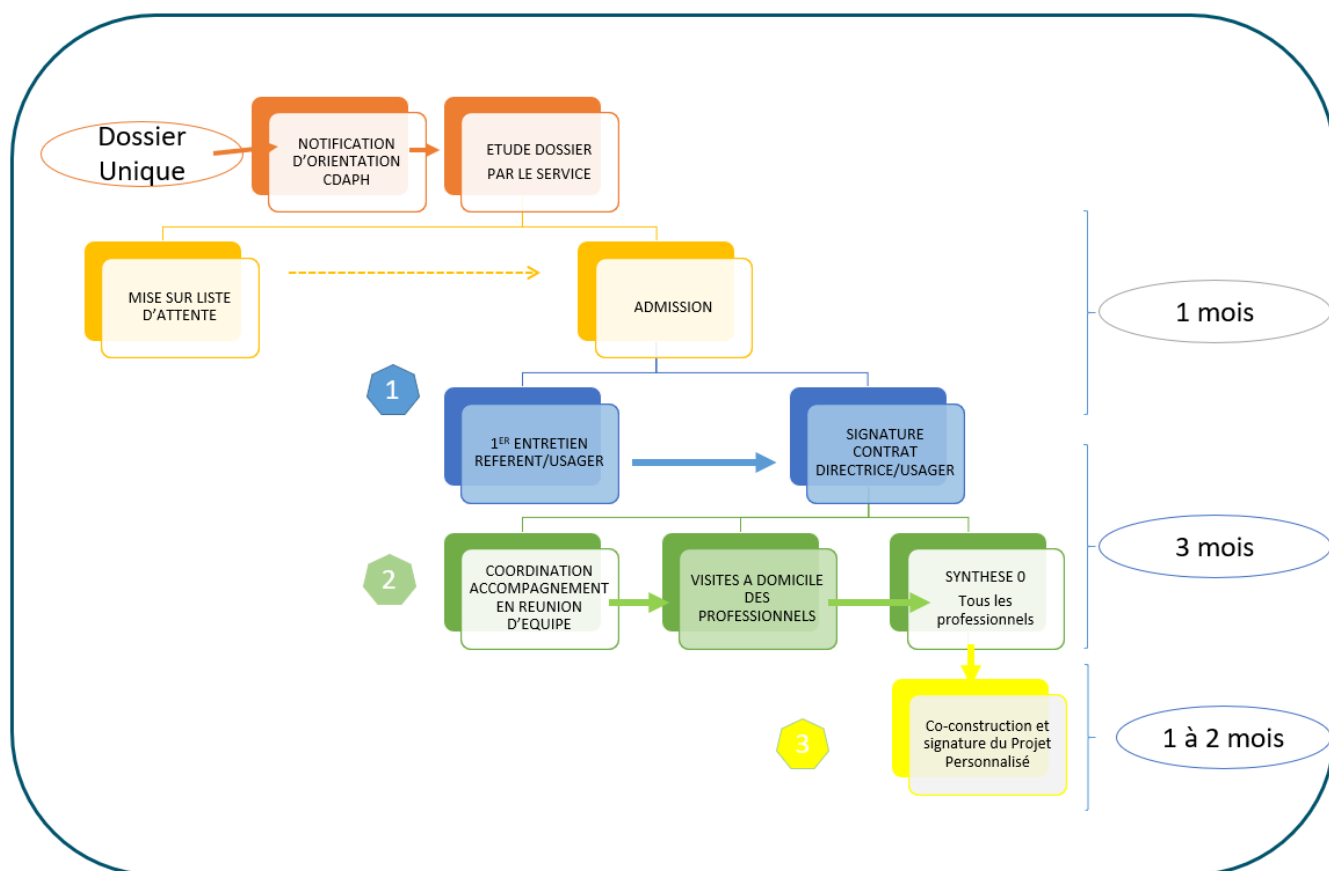 Dossier
Unique
NOTIFICATION
D'ORIENTATION
CDAPH
ETUDE DOSSIER
PAR LE SERVICE
MISE SUR LISTE
D'ATTENTE
ADMISSION
1 mois
1
1ER ENTRETIEN
REFERENT/USAGER
SIGNATURE
CONTRAT
DIRECTRICE/USAGER
2
COORDINATION
ACCOMPAGNEMENT
EN REUNION
D'EQUIPE
VISITES A DOMICILE
DES
PROFESSIONNELS
SYNTHESE 0
Tous les
professionnels
3 mois
3
Co-construction et
signature du Projet
Personnalisé
1 à 2 mois